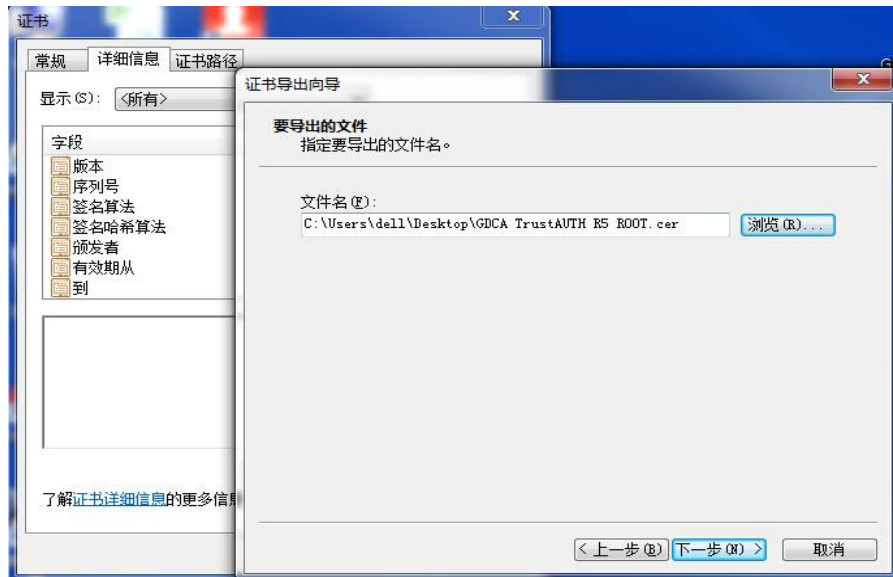 证书
常规 详细信息 证书路径
显示(S): <所有>
字段
版本
序列号
签名算法
签名哈希算法
颁发者
有效期从
到
了解证书详细信息的更多信息
证书导出向导
要导出的文件
指定要导出的文件名。
文件名(F):
C:\Users\dell\Desktop\GDCA TrustAUTH R5 ROOT.cer 浏览(R)...
< 上一步(B) 下一步(N) > 取消